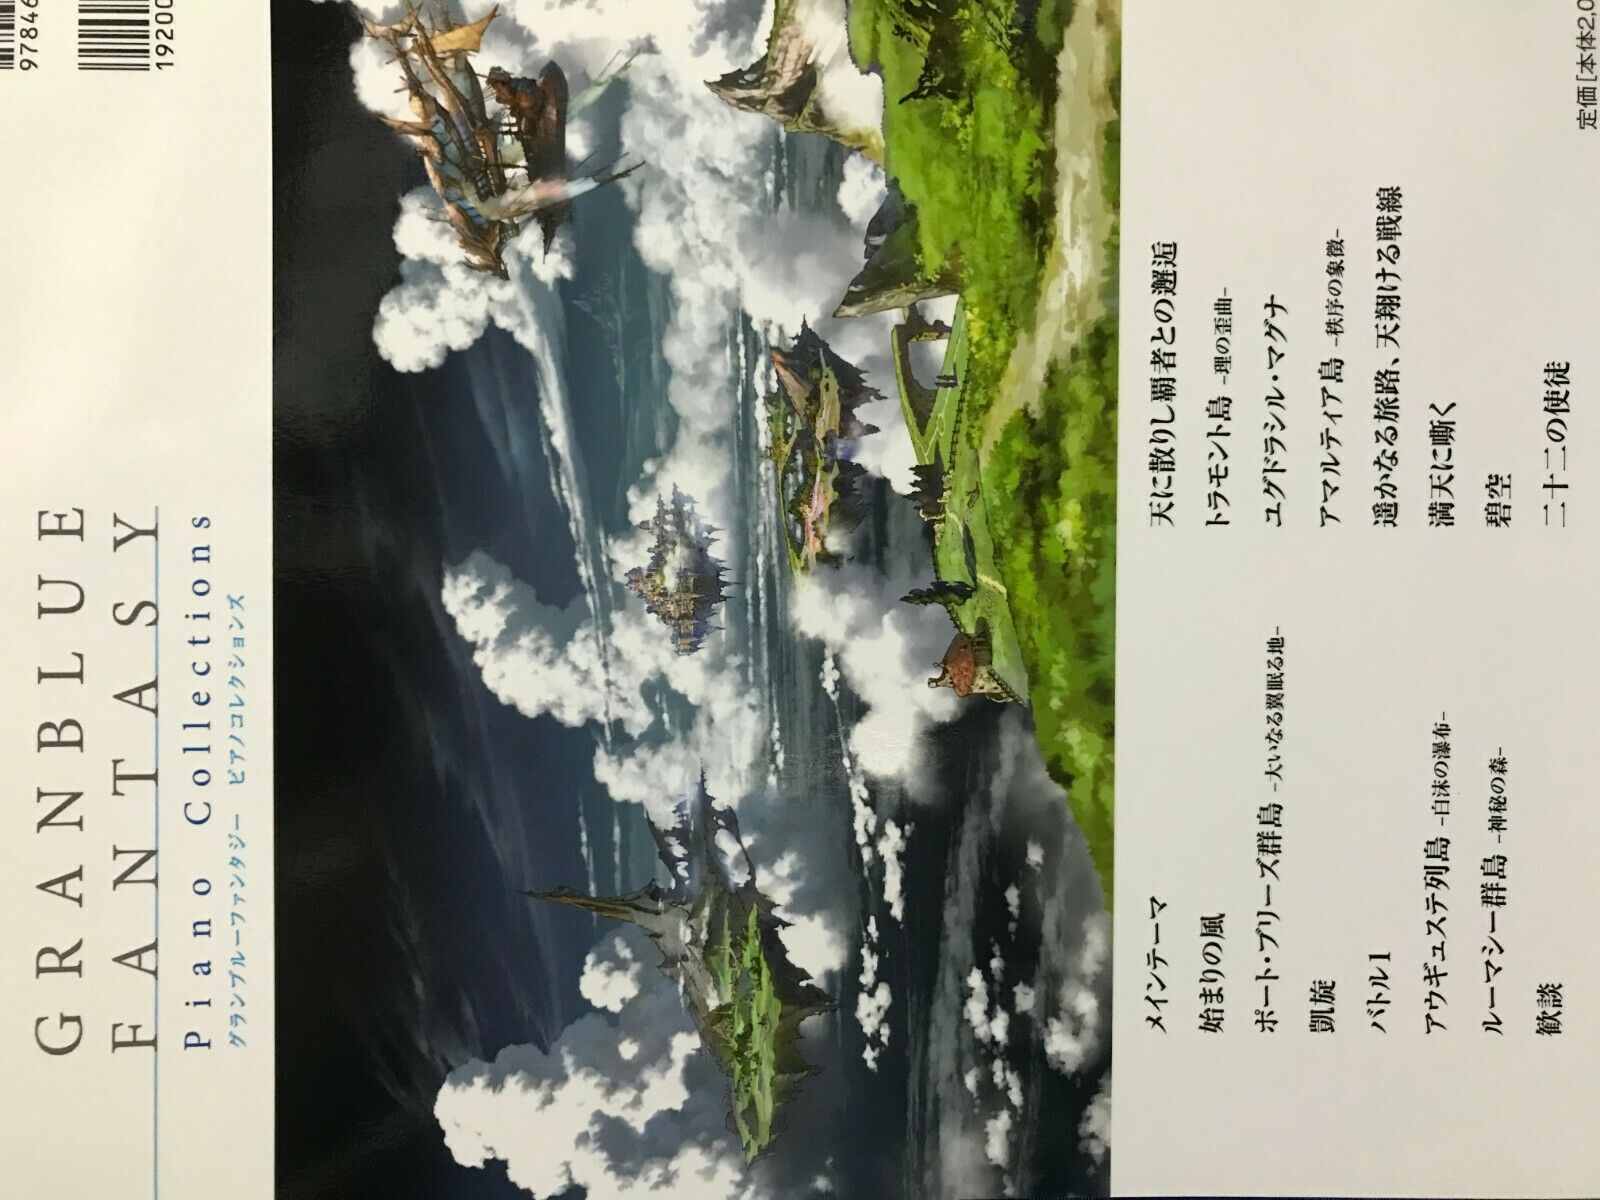 GRANBLUE
FANTASY
Piano Collections
グランブルーファンタジー ピアノコレクションズ
97846
19200
メインテーマ
始まりの風
ポート・ブリーズ群島 -大いなる翼眠る地-
凱旋
バトル1
アウギュステ列島 -白沫の瀑布-
ルーマシー群島 -神秘の森-
歓談
天に散りし覇者との邂逅
トラモント島 -理の歪曲-
ユグドラシル・マグナ
アマルティア島 -秩序の象徴-
遥かなる旅路、天翔ける戦線
満天に嘶く
碧空
二十二の使徒
定価[本体2,0